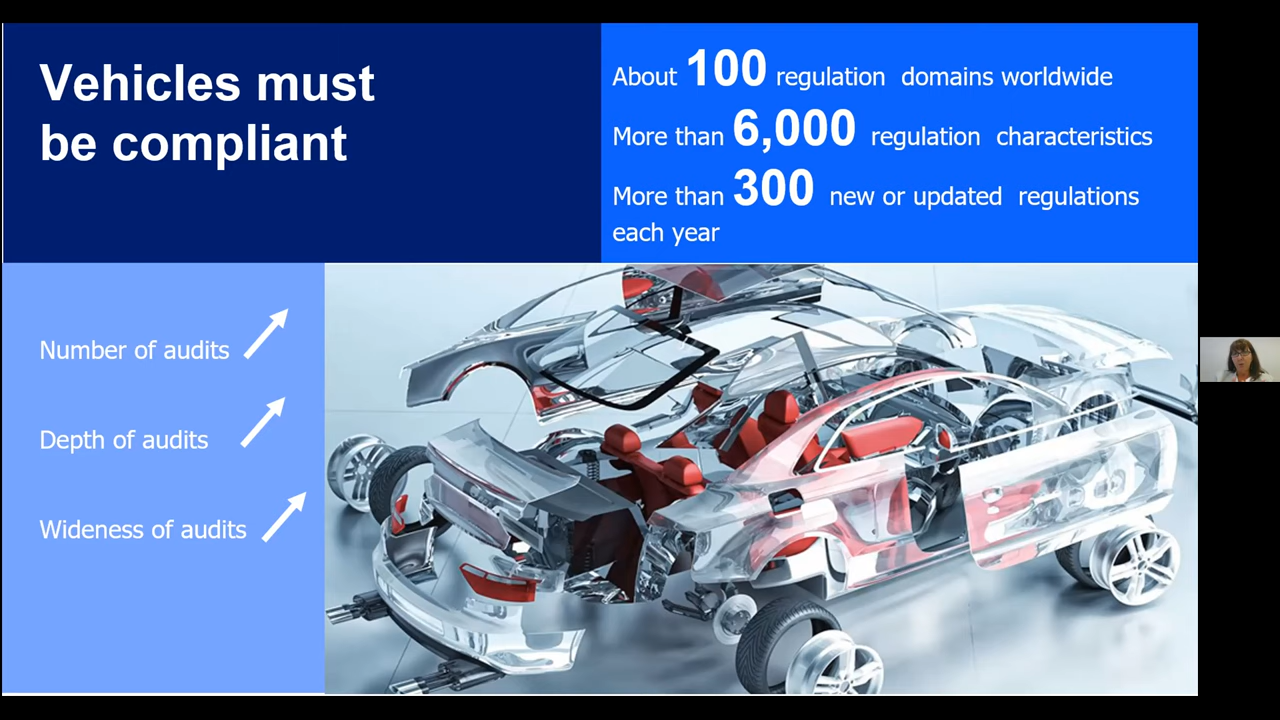 Vehicles must
be compliant
About 100 regulation domains worldwide
More than 6,000 regulation characteristics
More than 300 new or updated regulations
each year
Number of audits
Depth of audits
Wideness of audits